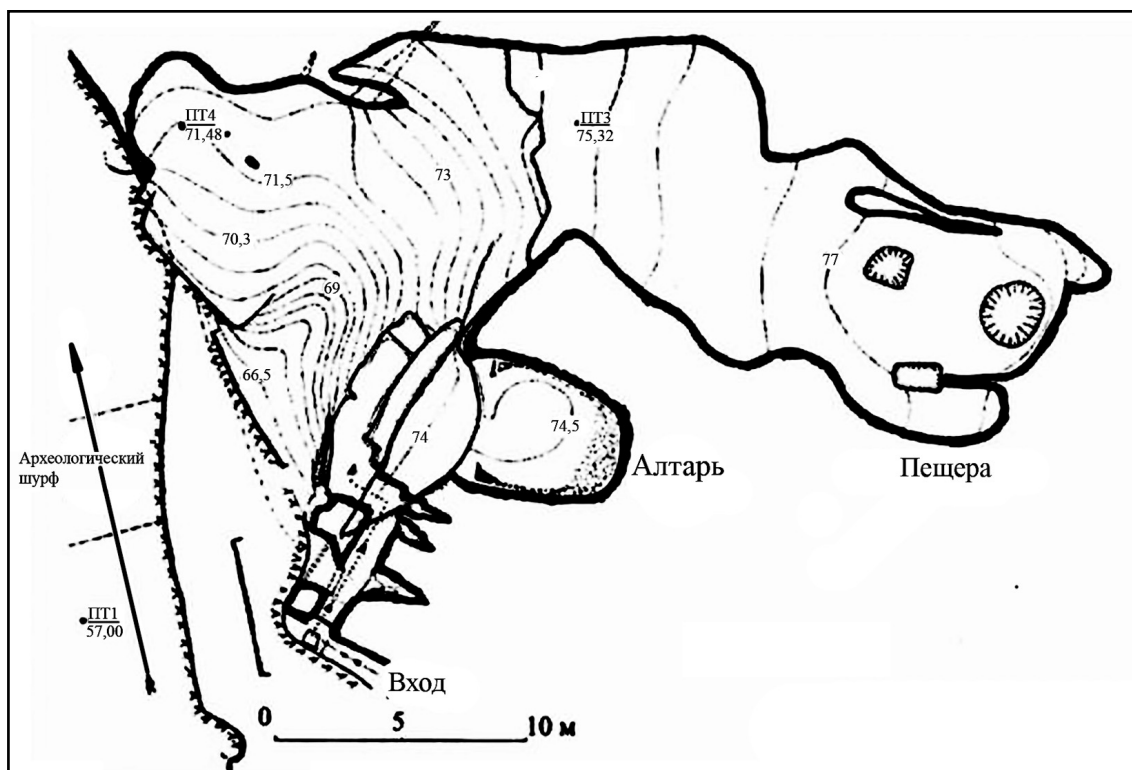 ПТ4
71,48
ПТ3
75,32
71,5
73
70,3
77
69
66,5
74
74,5
Археологический
шурф
Алтарь
Пещера
ПТ1
57,00
Вход
0 5 10 м